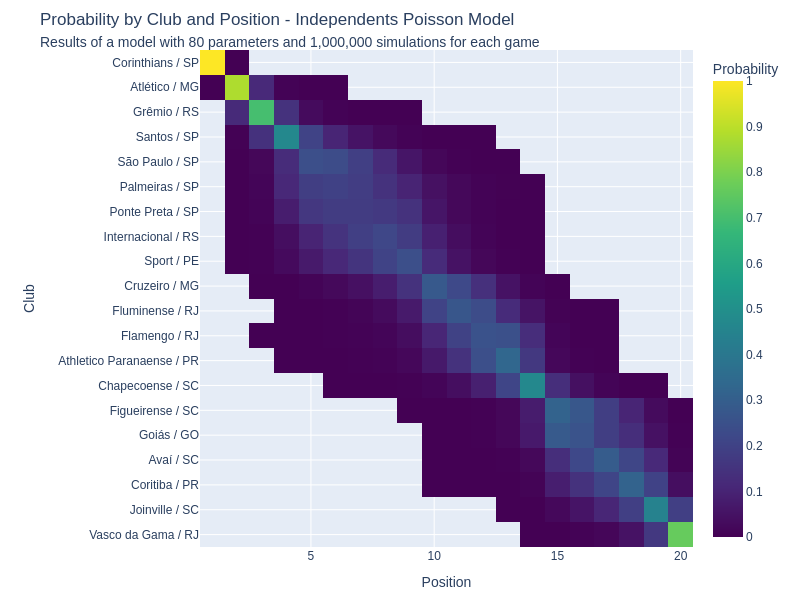 Probability by Club and Position - Independents Poisson Model
Results of a model with 80 parameters and 1,000,000 simulations for each game
Probability
Club
Corinthians / SP
Atlético / MG
Grêmio / RS
Santos / SP
São Paulo / SP
Palmeiras / SP
Ponte Preta / SP
Internacional / RS
Sport / PE
Cruzeiro / MG
Fluminense / RJ
Flamengo / RJ
Athletico Paranaense / PR
Chapecoense / SC
Figueirense / SC
Goiás / GO
Avaí / SC
Coritiba / PR
Joinville / SC
Vasco da Gama / RJ
1
0.9
0.8
0.7
0.6
0.5
0.4
0.3
0.2
0.1
0
5 10 15 20
Position